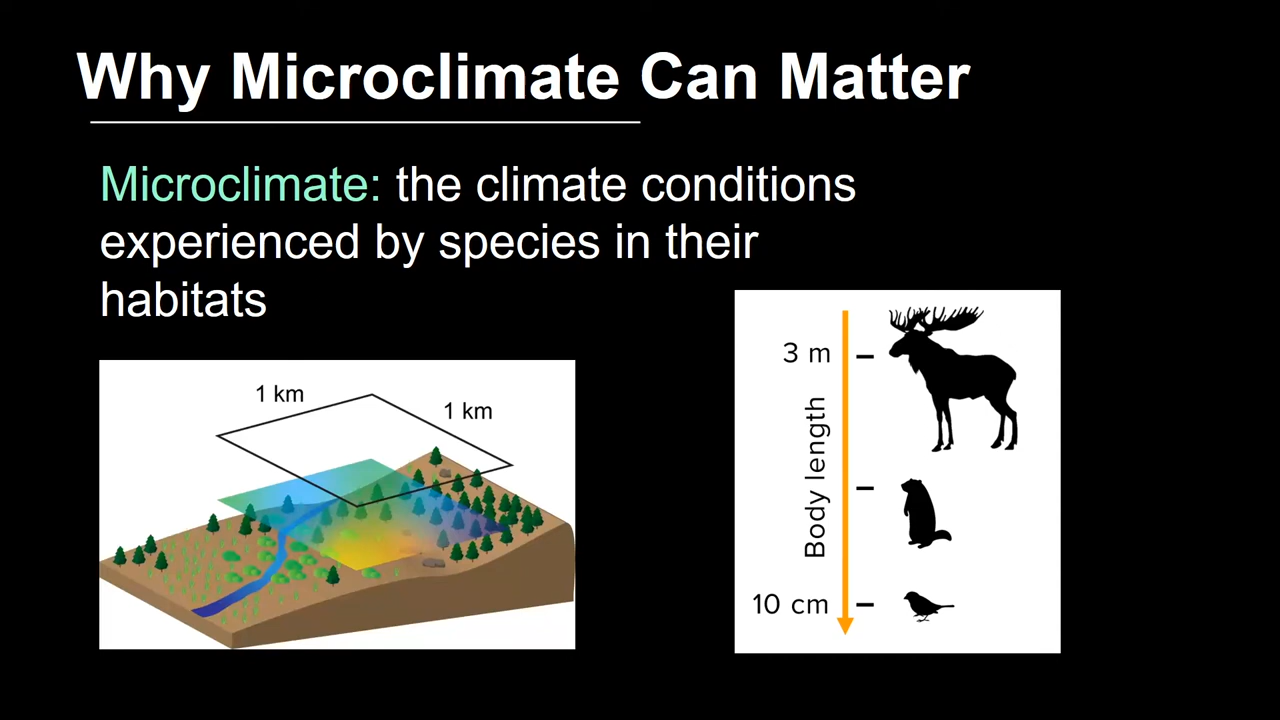 Why Microclimate Can Matter
Microclimate: the climate conditions
experienced by species in their
habitats
1 km
1 km
3 m
Body length
10 cm